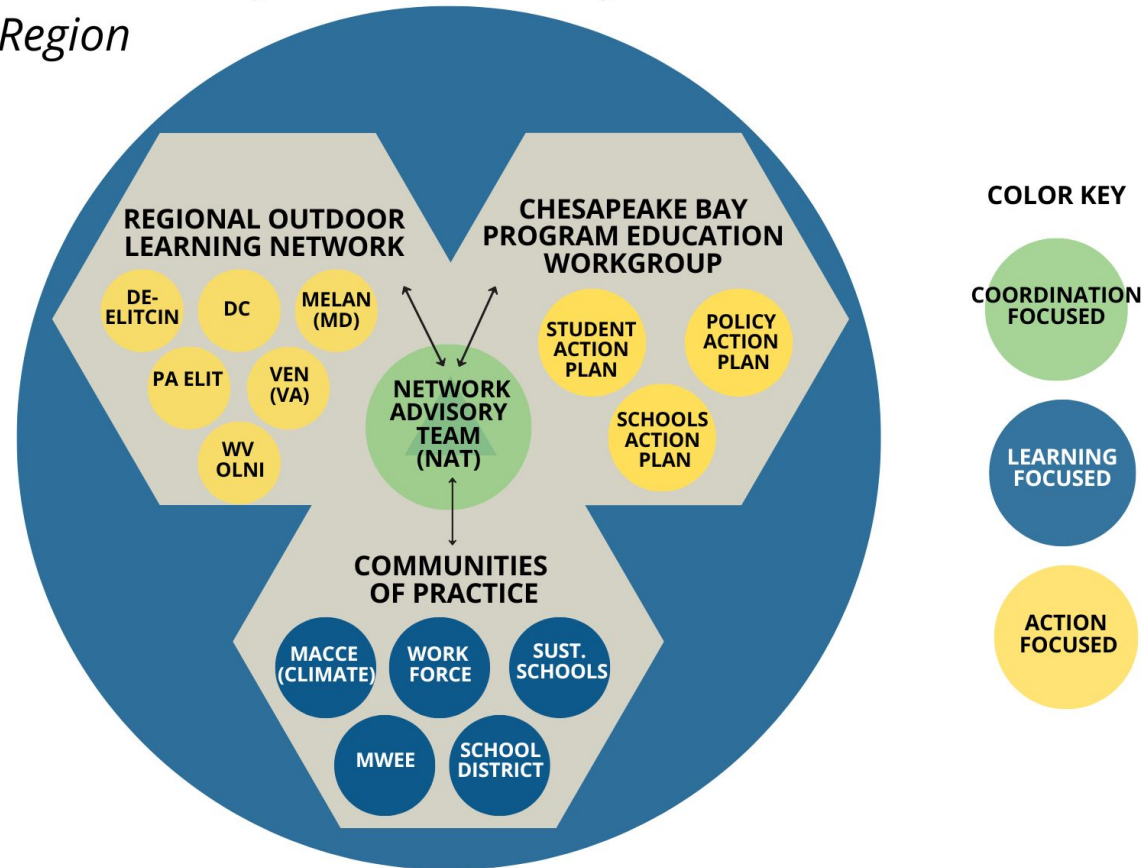 Region
REGIONAL OUTDOOR
LEARNING NETWORK
DE-
ELITCIN
DC
MELAN
(MD)
PA ELIT
VEN
(VA)
WV
OLNI
CHESAPEAKE BAY
PROGRAM EDUCATION
WORKGROUP
STUDENT
ACTION
PLAN
POLICY
ACTION
PLAN
SCHOOLS
ACTION
PLAN
NETWORK
ADVISORY
TEAM
(NAT)
COMMUNITIES
OF PRACTICE
MACCE
(CLIMATE)
WORK
FORCE
SUST.
SCHOOLS
MWEE
SCHOOL
DISTRICT
COLOR KEY
COORDINATION
FOCUSED
LEARNING
FOCUSED
ACTION
FOCUSED